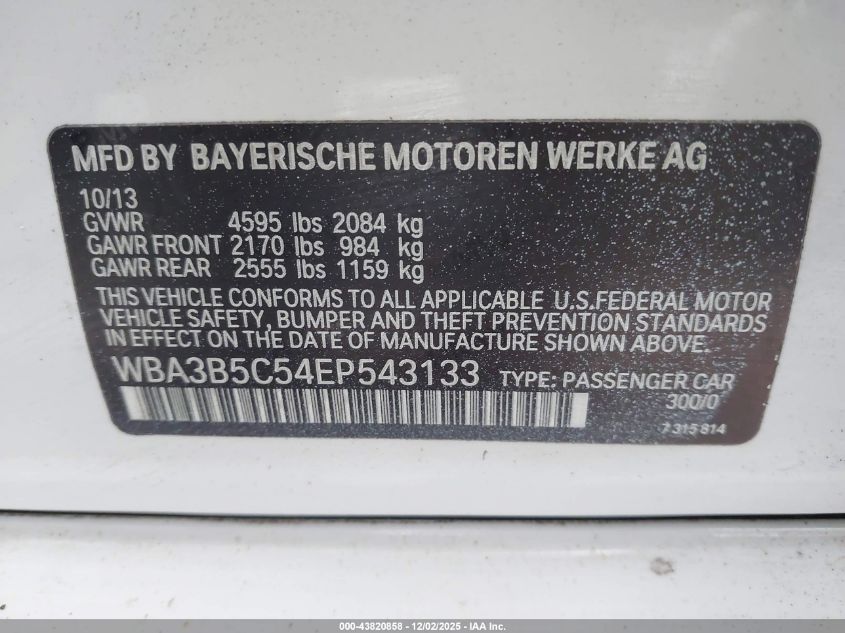 MFD BY BAYERISCHE MOTOREN WERKE AG
10/13
GVWR 4595 lbs 2084 kg
GAWR FRONT 2170 lbs 984 kg
GAWR REAR 2555 lbs 1159 kg
THIS VEHICLE CONFORMS TO ALL APPLICABLE U.S.FEDERAL MOTOR
VEHICLE SAFETY, BUMPER AND THEFT PREVENTION STANDARDS
IN EFFECT ON THE DATE OF MANUFACTURE SHOWN ABOVE.
WBA3B5C54EP543133 TYPE: PASSENGER CAR
300/0
7 315 814
000-43820858 - 12/02/2025 - IAA Inc.